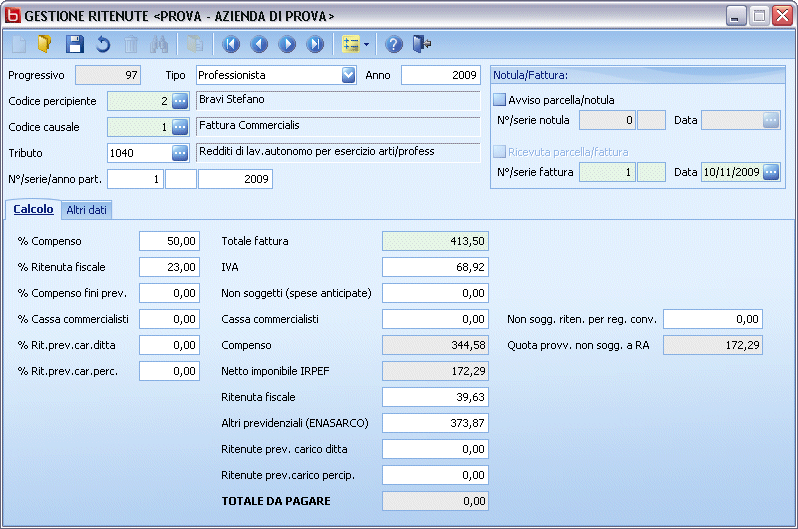 GESTIONE RITENUTE <PROVA - AZIENDA DI PROVA>
Progressivo 97 Tipo Professionista Anno 2009
Codice percipiente 2 ... Bravi Stefano
Codice causale 1 ... Fattura Commercialis
Tributo 1040 ... Redditi di lav.autonomo per esercizio arti/profess
N°/serie/anno part. 1 2009
Notula/Fattura:
Avviso parcella/notula
N°/serie notula 0 Data ...
Ricevuta parcella/fattura
N°/serie fattura 1 Data 10/11/2009 ...
Calcolo Altri dati
% Compenso 50,00 Totale fattura 413,50
% Ritenuta fiscale 23,00 IVA 68,92
% Compenso fini prev. 0,00 Non soggetti (spese anticipate) 0,00
% Cassa commercialisti 0,00 Cassa commercialisti 0,00 Non sogg. riten. per reg. conv. 0,00
% Rit.prev.car.ditta 0,00 Compenso 344,58 Quota provv. non sogg. a RA 172,29
% Rit.prev.car.perc. 0,00 Netto imponibile IRPEF 172,29
Ritenuta fiscale 39,63
Altri previdenziali (ENASARCO) 373,87
Ritenute prev. carico ditta 0,00
Ritenute prev.carico percip. 0,00
TOTALE DA PAGARE 0,00